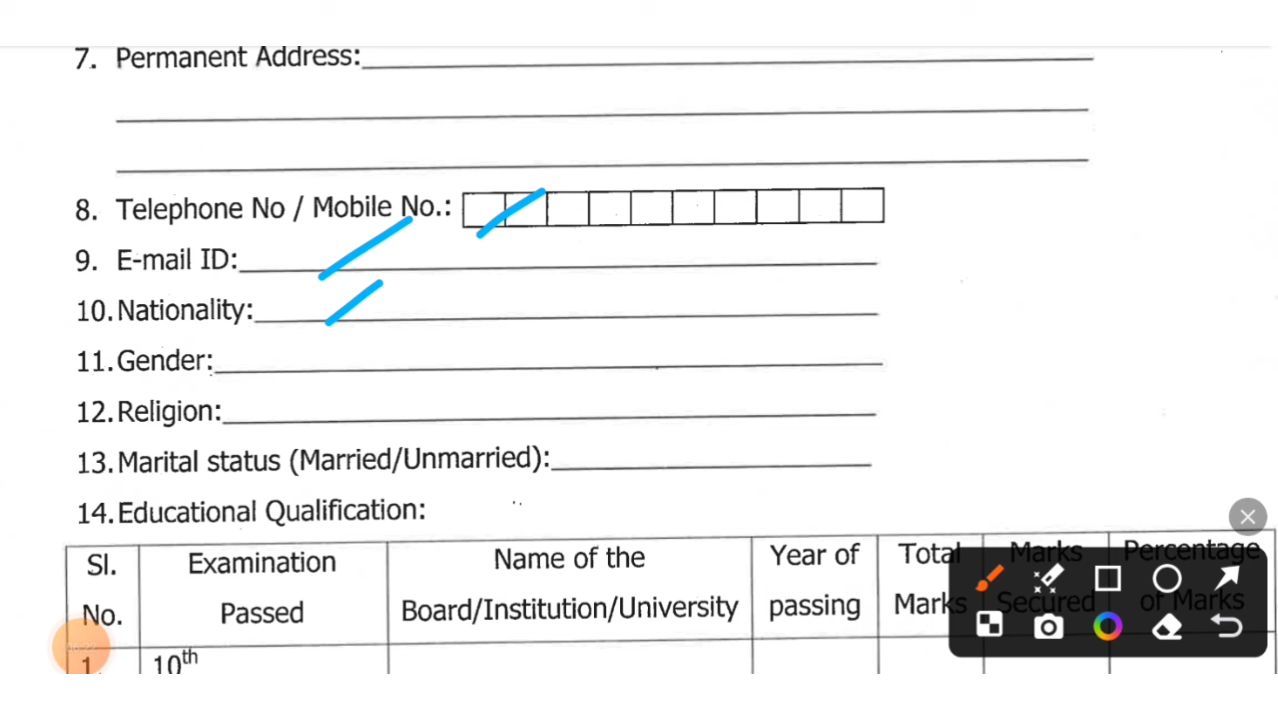 7. Permanent Address:
8. Telephone No / Mobile No.:
9. E-mail ID:
10. Nationality:
11. Gender:
12. Religion:
13. Marital status (Married/Unmarried):
14. Educational Qualification:
Sl. No. Examination Passed Name of the Board/Institution/University Year of passing Total Marks Marks Secured Percentage of Marks
1. 10th